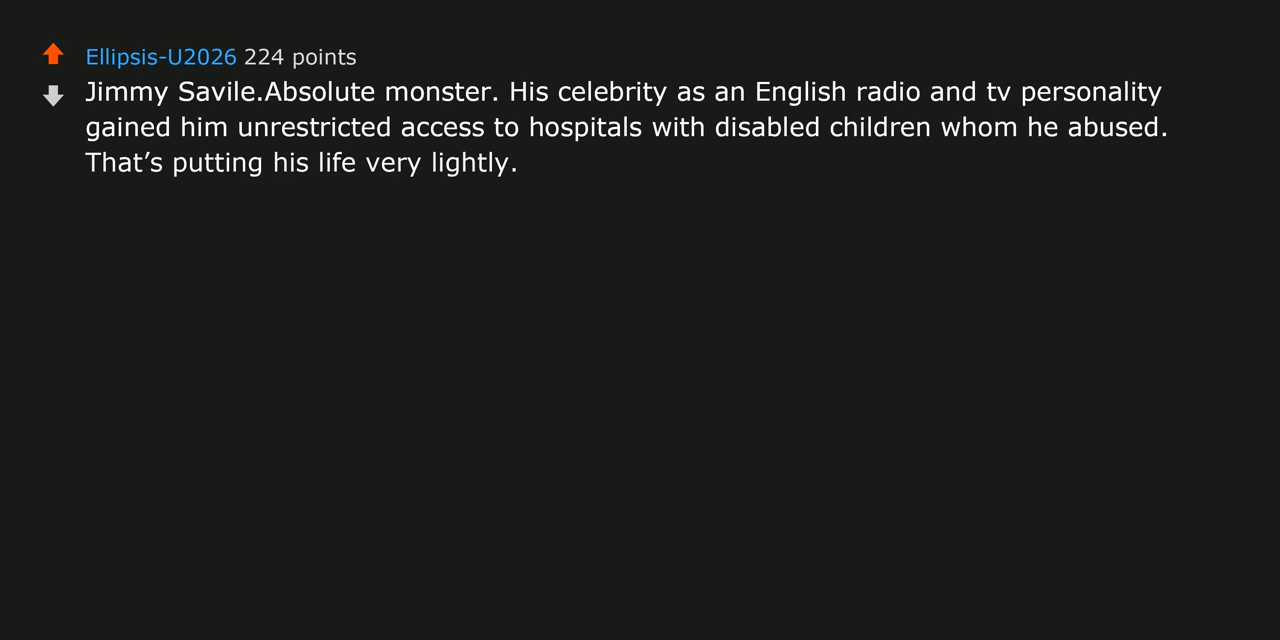 Ellipsis-U2026 224 points
Jimmy Savile.Absolute monster. His celebrity as an English radio and tv personality
gained him unrestricted access to hospitals with disabled children whom he abused.
That’s putting his life very lightly.